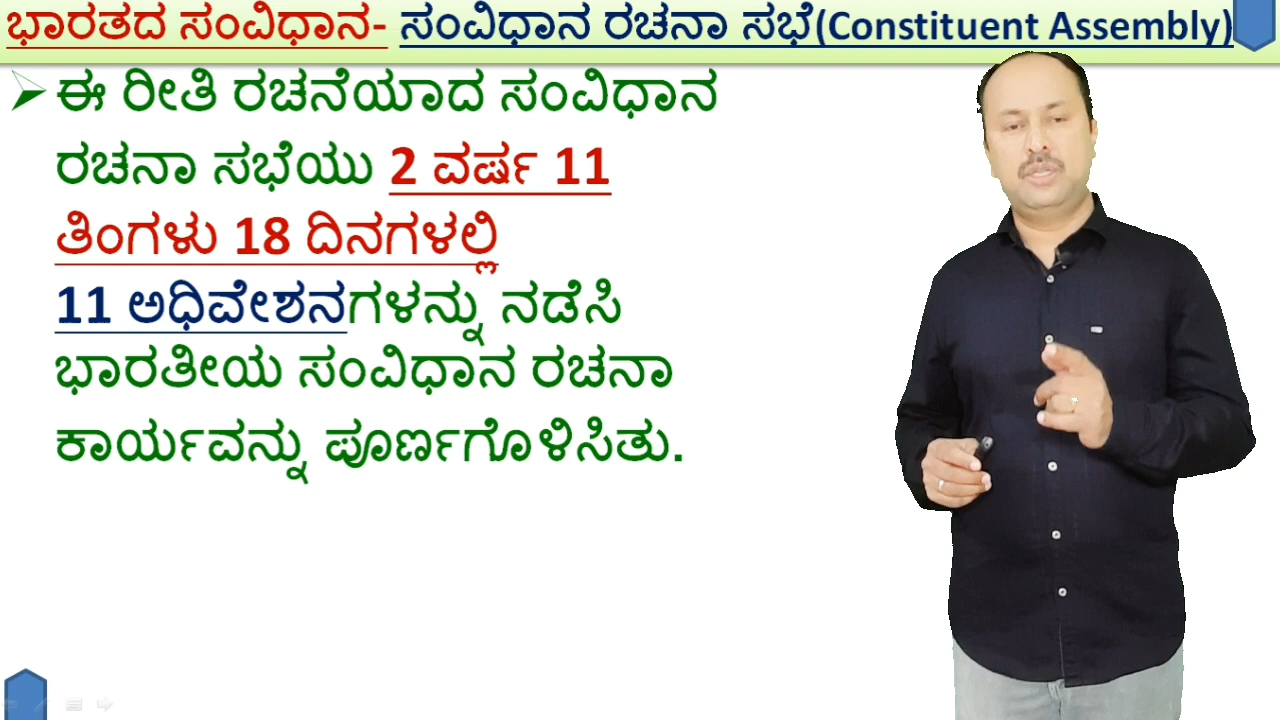 ಭಾರತದ ಸಂವಿಧಾನ- ಸಂವಿಧಾನ ರಚನಾ ಸಭೆ(Constituent Assembly)
ಈ ರೀತಿ ರಚನೆಯಾದ ಸಂವಿಧಾನ
ರಚನಾ ಸಭೆಯು 2 ವರ್ಷ 11
ತಿಂಗಳು 18 ದಿನಗಳಲ್ಲಿ
11 ಅಧಿವೇಶನಗಳನ್ನು ನಡೆಸಿ
ಭಾರತೀಯ ಸಂವಿಧಾನ ರಚನಾ
ಕಾರ್ಯವನ್ನು ಪೂರ್ಣಗೊಳಿಸಿತು.